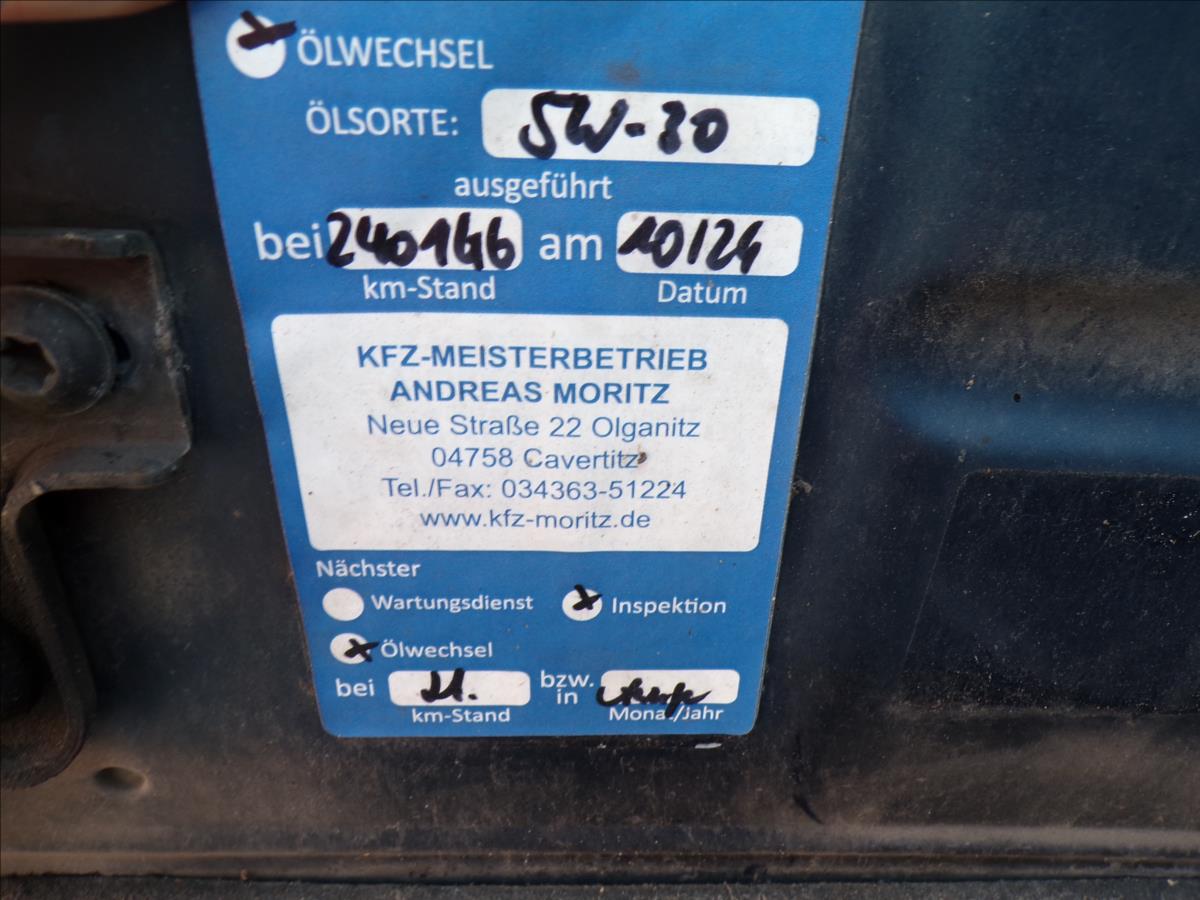 ÖLWECHSEL
ÖLSORTE: 5W-30
ausgeführt
bei 240146 am 10/24
km-Stand Datum
KFZ-MEISTERBETRIEB
ANDREAS MORITZ
Neue Straße 22 Olganitz
04758 Cavertitz
Tel./Fax: 034363-51224
www.kfz-moritz.de
Nächster
Wartungsdienst Inspektion
Ölwechsel
bei bzw. in
km-Stand Monat/Jahr